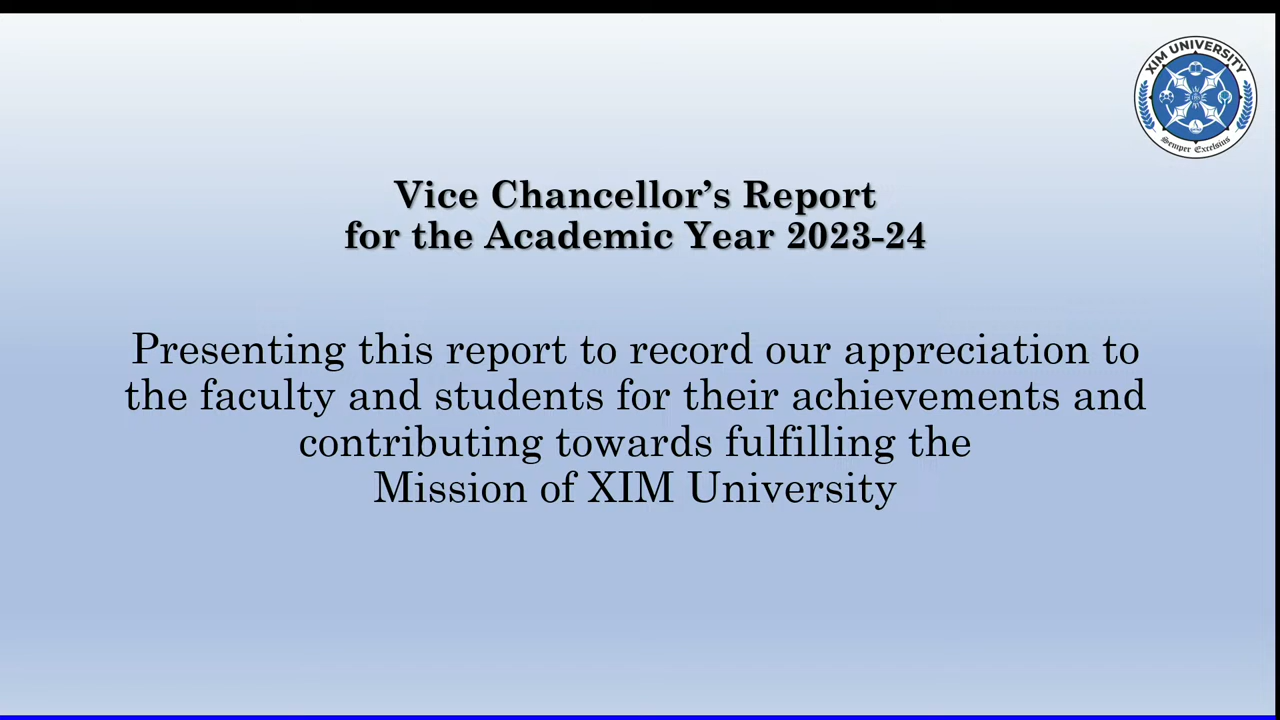 XIM UNIVERSITY
Semper Excelsius
Vice Chancellor’s Report
for the Academic Year 2023-24
Presenting this report to record our appreciation to
the faculty and students for their achievements and
contributing towards fulfilling the
Mission of XIM University